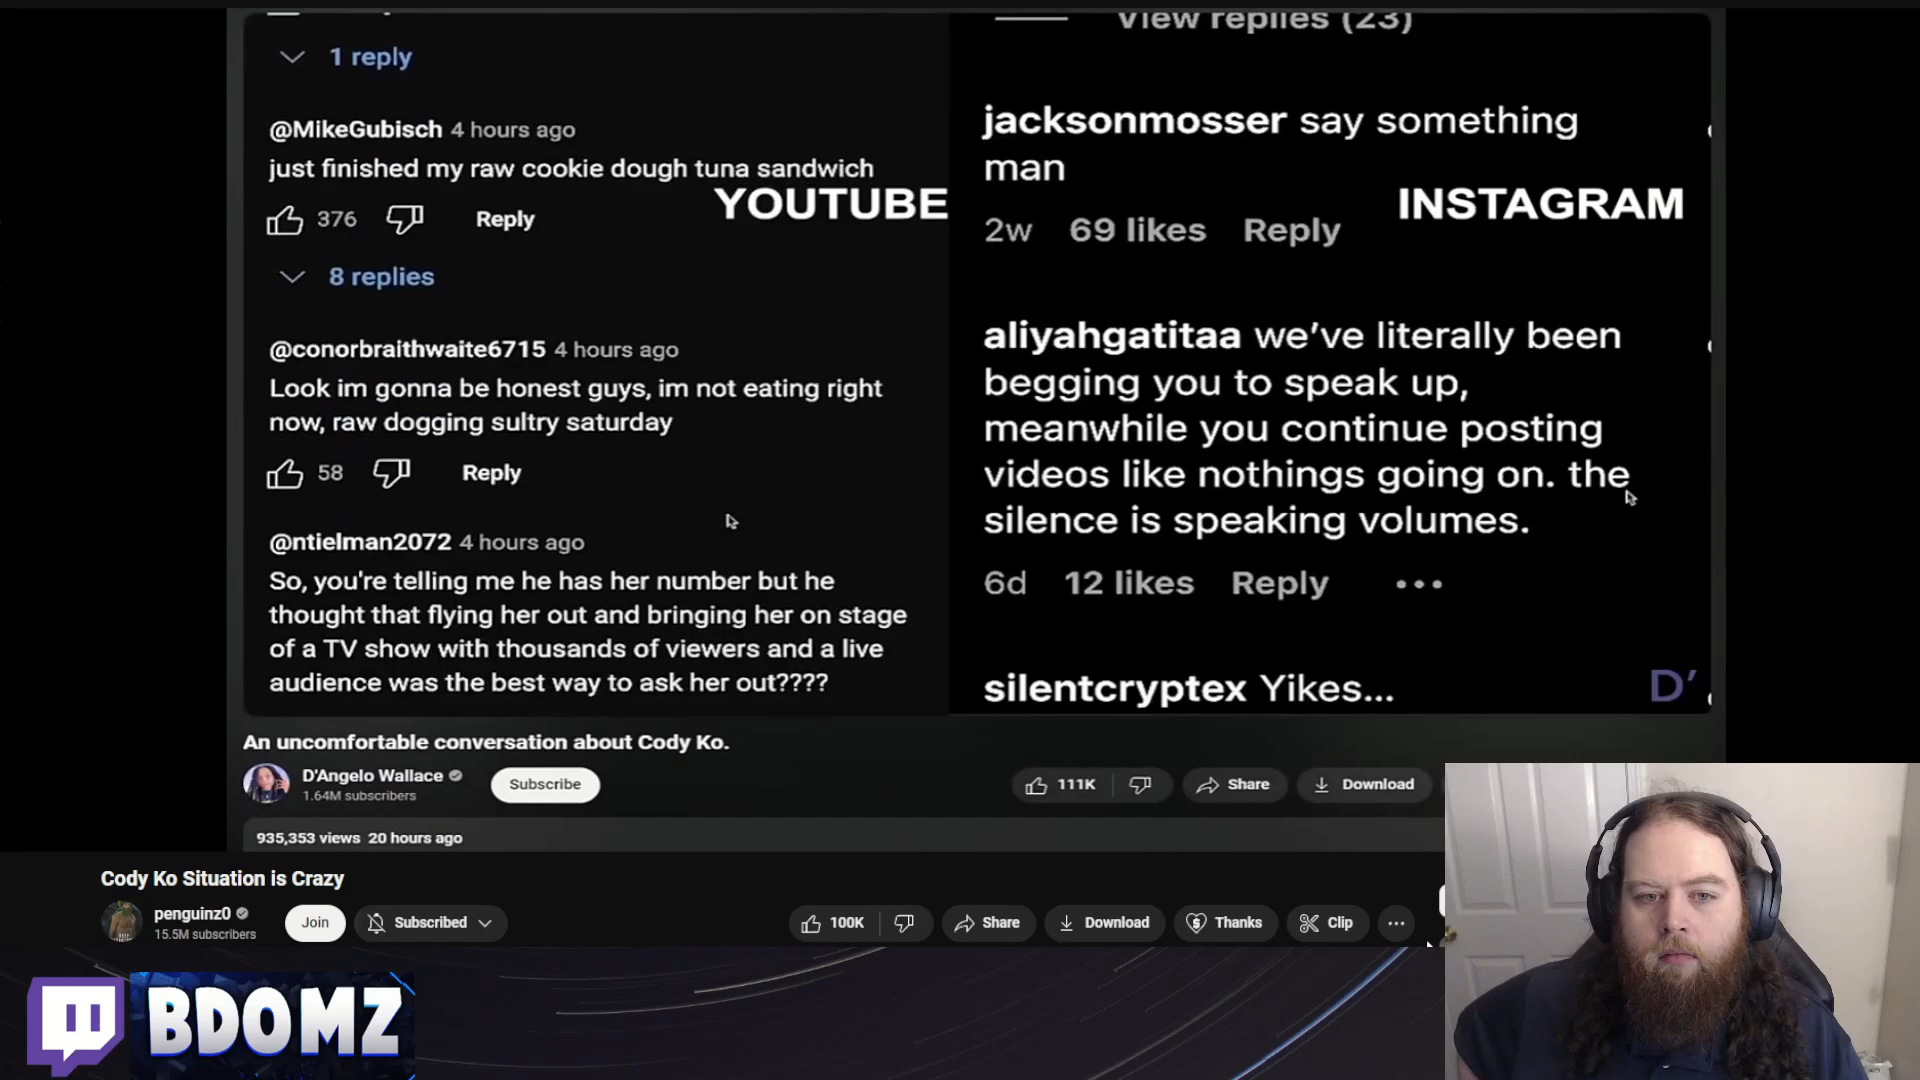 1 reply
@MikeGubisch 4 hours ago
just finished my raw cookie dough tuna sandwich
YOUTUBE
376 Reply
8 replies
@conorbraithwaite6715 4 hours ago
Look im gonna be honest guys, im not eating right
now, raw dogging sultry saturday
58 Reply
@ntielman2072 4 hours ago
So, you're telling me he has her number but he
thought that flying her out and bringing her on stage
of a TV show with thousands of viewers and a live
audience was the best way to ask her out????
View replies (23)
jacksonmosser say something
man
INSTAGRAM
2w 69 likes Reply
aliyahgatitaa we've literally been
begging you to speak up,
meanwhile you continue posting
videos like nothings going on. the
silence is speaking volumes.
6d 12 likes Reply
silentcryptex Yikes...
D'
An uncomfortable conversation about Cody Ko.
D'Angelo Wallace
1.64M subscribers
Subscribe
111K Share Download
935,353 views 20 hours ago
Cody Ko Situation is Crazy
penguinz0
15.5M subscribers
Join Subscribed
100K Share Download Thanks Clip
BDOMZ